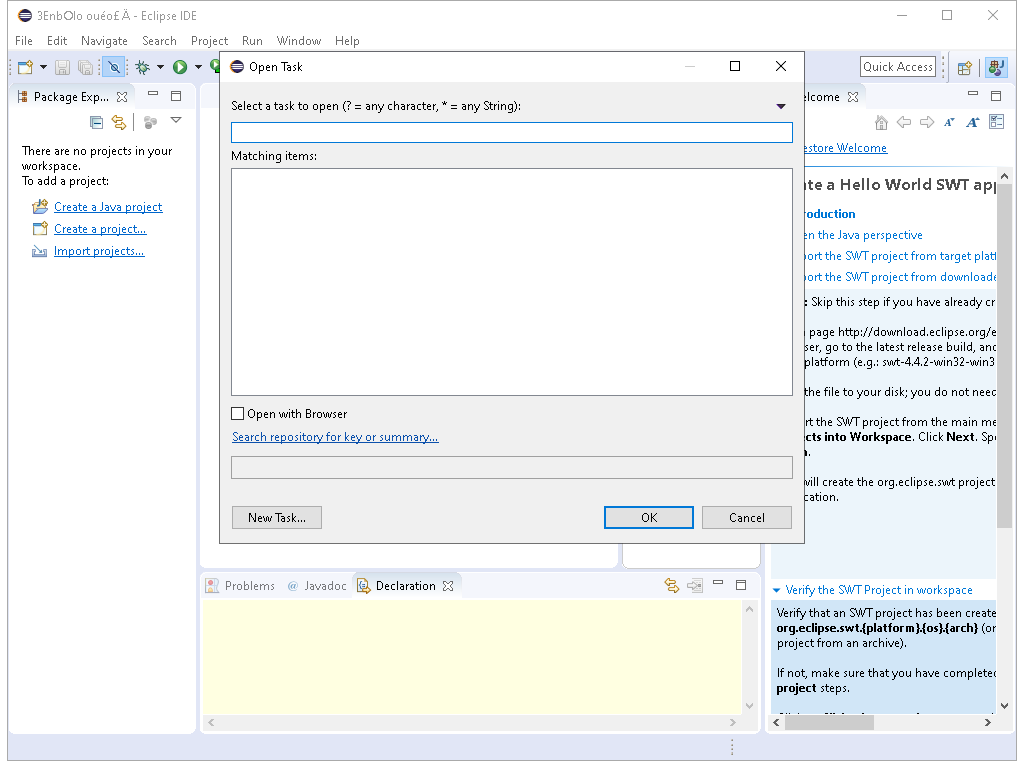 3EnbOlo ouéo£Ä - Eclipse IDE
File Edit Navigate Search Project Run Window Help
Quick Access
Package Exp...
There are no projects in your
workspace.
To add a project:
Create a Java project
Create a project...
Import projects...
Open Task
Select a task to open (? = any character, * = any String):
Matching items:
Open with Browser
Search repository for key or summary...
New Task...
OK
Cancel
elcome
estore Welcome
te a Hello World SWT app
roduction
en the Java perspective
port the SWT project from target platf
port the SWT project from downloade
: Skip this step if you have already cr
page http://download.eclipse.org/e
ser, go to the latest release build, and
platform (e.g.: swt-4.4.2-win32-win3
the file to your disk; you do not need
rt the SWT project from the main me
cts into Workspace. Click Next. Spe
will create the org.eclipse.swt project
cation.
Problems
@ Javadoc
Declaration
Verify the SWT Project in workspace
Verify that an SWT project has been create
org.eclipse.swt.{platform}.{os}.{arch} (or
project from an archive).
If not, make sure that you have completed
project steps.